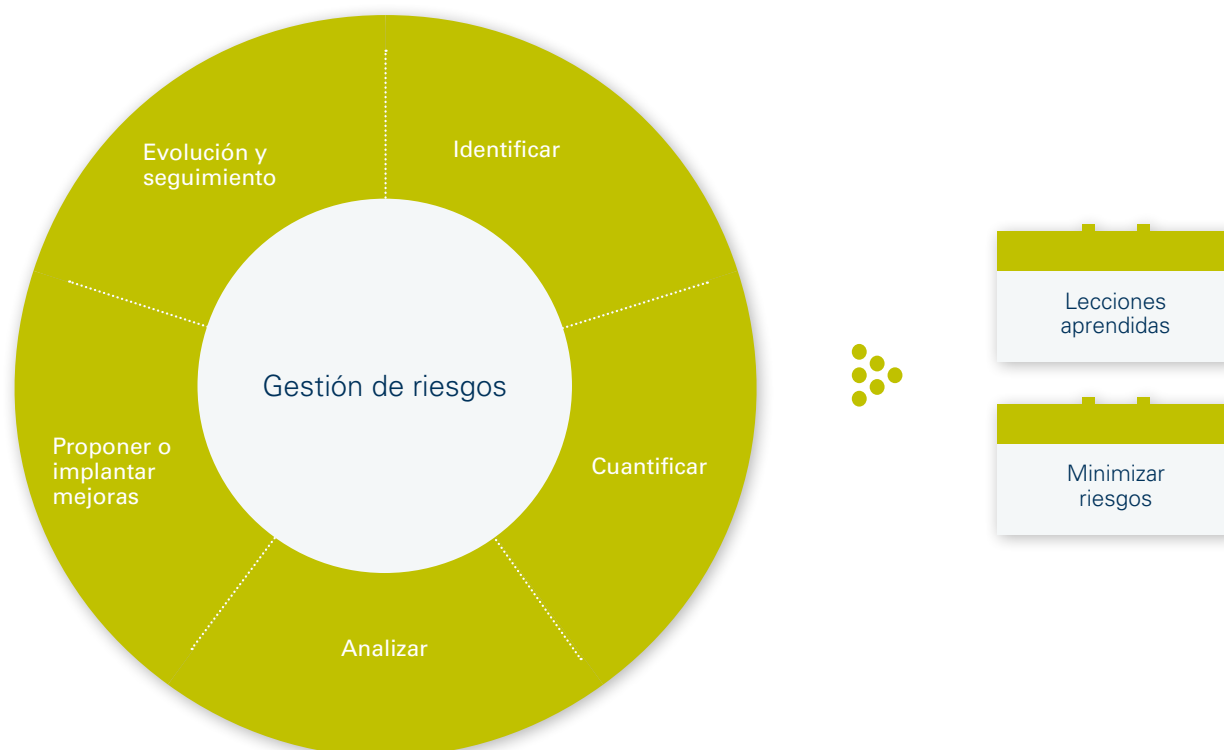 Evolución y
seguimiento
Identificar
Gestión de riesgos
Proponer o
implantar
mejoras
Cuantificar
Analizar
Lecciones
aprendidas
Minimizar
riesgos